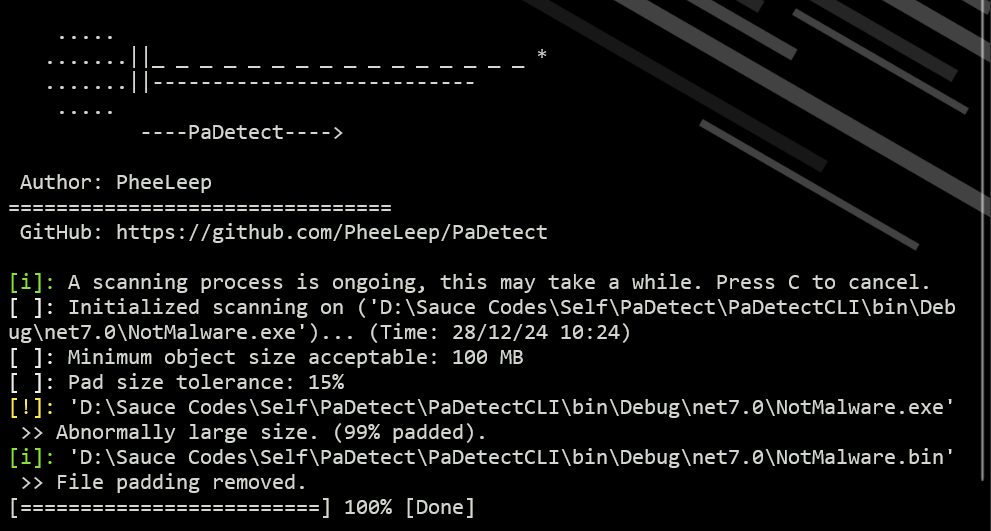 .....
.......||_ _ _ _ _ _ _ _ _ _ _ _ _ _ _ _ *
.......||---------------------------
.....
----PaDetect---->
Author: PheeLeep
================================
GitHub: https://github.com/PheeLeep/PaDetect
[i]: A scanning process is ongoing, this may take a while. Press C to cancel.
[ ]: Initialized scanning on ('D:\Sauce Codes\Self\PaDetect\PaDetectCLI\bin\Deb
ug\net7.0\NotMalware.exe')... (Time: 28/12/24 10:24)
[ ]: Minimum object size acceptable: 100 MB
[ ]: Pad size tolerance: 15%
[!]: 'D:\Sauce Codes\Self\PaDetect\PaDetectCLI\bin\Debug\net7.0\NotMalware.exe'
>> Abnormally large size. (99% padded).
[i]: 'D:\Sauce Codes\Self\PaDetect\PaDetectCLI\bin\Debug\net7.0\NotMalware.bin'
>> File padding removed.
[=========================] 100% [Done]